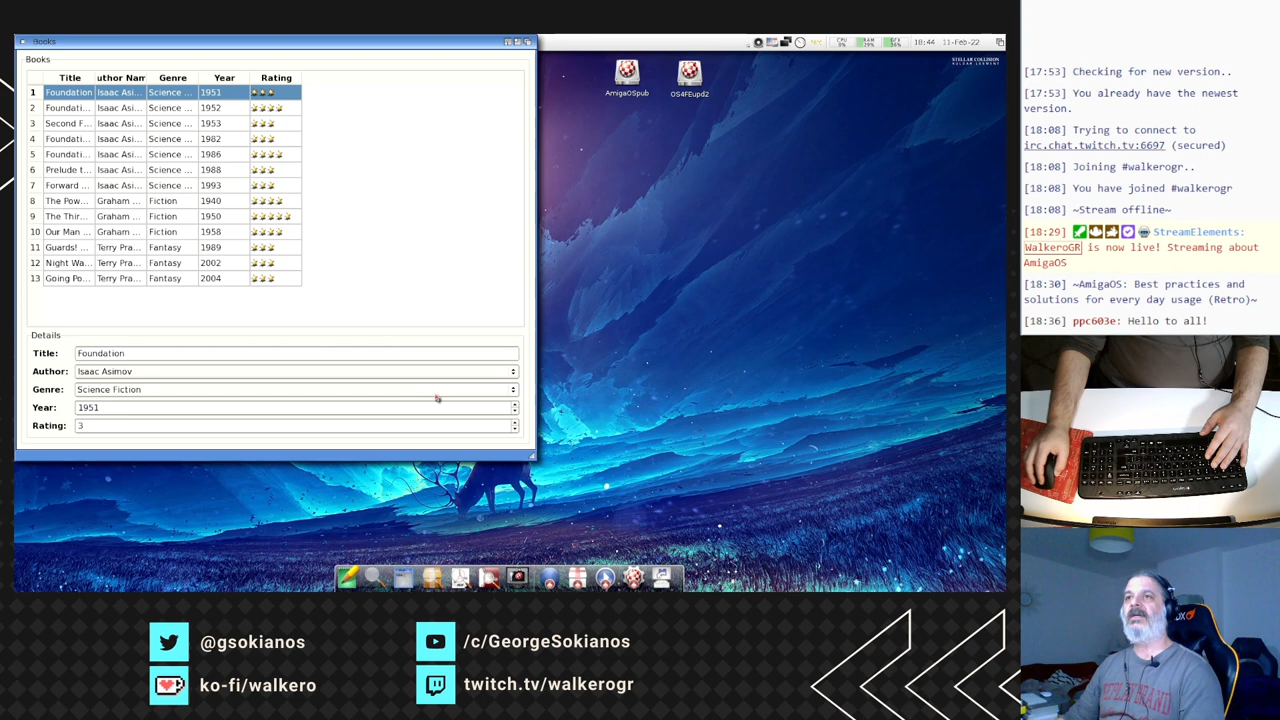 Books
18:44 11-Feb-22
Books
Title uthor Nam Genre Year Rating
1 Foundation Isaac Asi... Science ... 1951
2 Foundati... Isaac Asi... Science ... 1952
3 Second F... Isaac Asi... Science ... 1953
4 Foundati... Isaac Asi... Science ... 1982
5 Foundati... Isaac Asi... Science ... 1986
6 Prelude t... Isaac Asi... Science ... 1988
7 Forward ... Isaac Asi... Science ... 1993
8 The Pow... Graham ... Fiction 1940
9 The Thir... Graham ... Fiction 1950
10 Our Man ... Graham ... Fiction 1958
11 Guards! ... Terry Pra... Fantasy 1989
12 Night Wa... Terry Pra... Fantasy 2002
13 Going Po... Terry Pra... Fantasy 2004
Details
Title: Foundation
Author: Isaac Asimov
Genre: Science Fiction
Year: 1951
Rating: 3
AmigaOSpub
OS4FEupd2
STELLAR COLLISION
CPU
RAM
29%
[17:53] Checking for new version..
[17:53] You already have the newest
version.
[18:08] Trying to connect to
irc.chat.twitch.tv:6697 (secured)
[18:08] Joining #walkerogr..
[18:08] You have joined #walkerogr
[18:08] ~Stream offline~
[18:29] StreamElements:
WalkeroGR is now live! Streaming about
AmigaOS
[18:30] ~AmigaOS: Best practices and
solutions for every day usage (Retro)~
[18:36] ppc603e: Hello to all!
@gsokianos
/c/GeorgeSokianos
ko-fi/walkero
twitch.tv/walkerogr